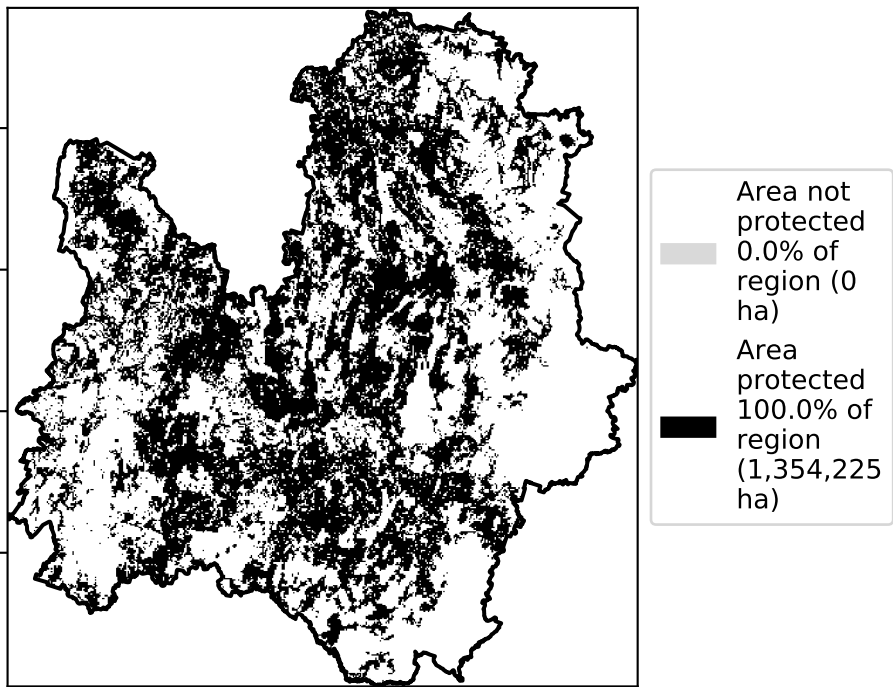 Area not
protected
0.0% of
region (0
ha)
Area
protected
100.0% of
region
(1,354,225
ha)